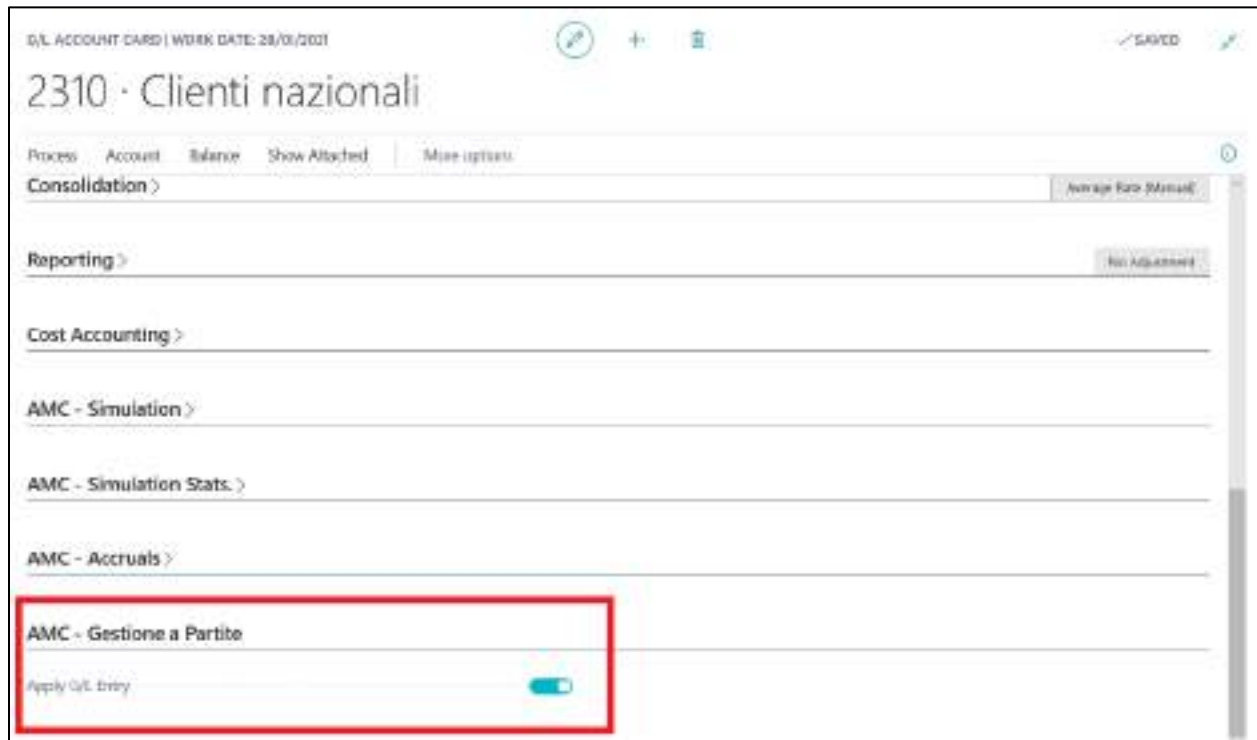 G/L ACCOUNT CARD | WORK DATE: 28/01/2021
✓SAVED
2310 · Clienti nazionali
Process Account Balance Show Attached More options
Consolidation >
Average Rate (Manual)
Reporting >
No Adjustment
Cost Accounting >
AMC - Simulation >
AMC - Simulation Stats. >
AMC - Accruals >
AMC - Gestione a Partite
Apply G/L Entry